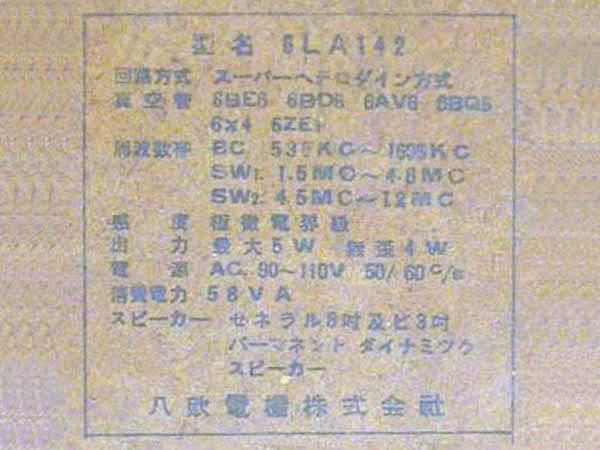 型名 6LA142
回路方式 スーパーヘテロダイン方式
真空管 6BE6 6BD6 6AV6 6BQ5
6X4 6ZE1
周波数帯 BC 535KC～1605KC
SW1. 1.5MC～4.6MC
SW2. 4.5MC～12MC
感度 極微電界級
出力 最大5W 無歪4W
電源 AC. 90～110V 50/60c/s
消費電力 58VA
スピーカー ゼネラル8吋及ビ3吋
パーマネント ダイナミック
スピーカー
八欧電機株式会社